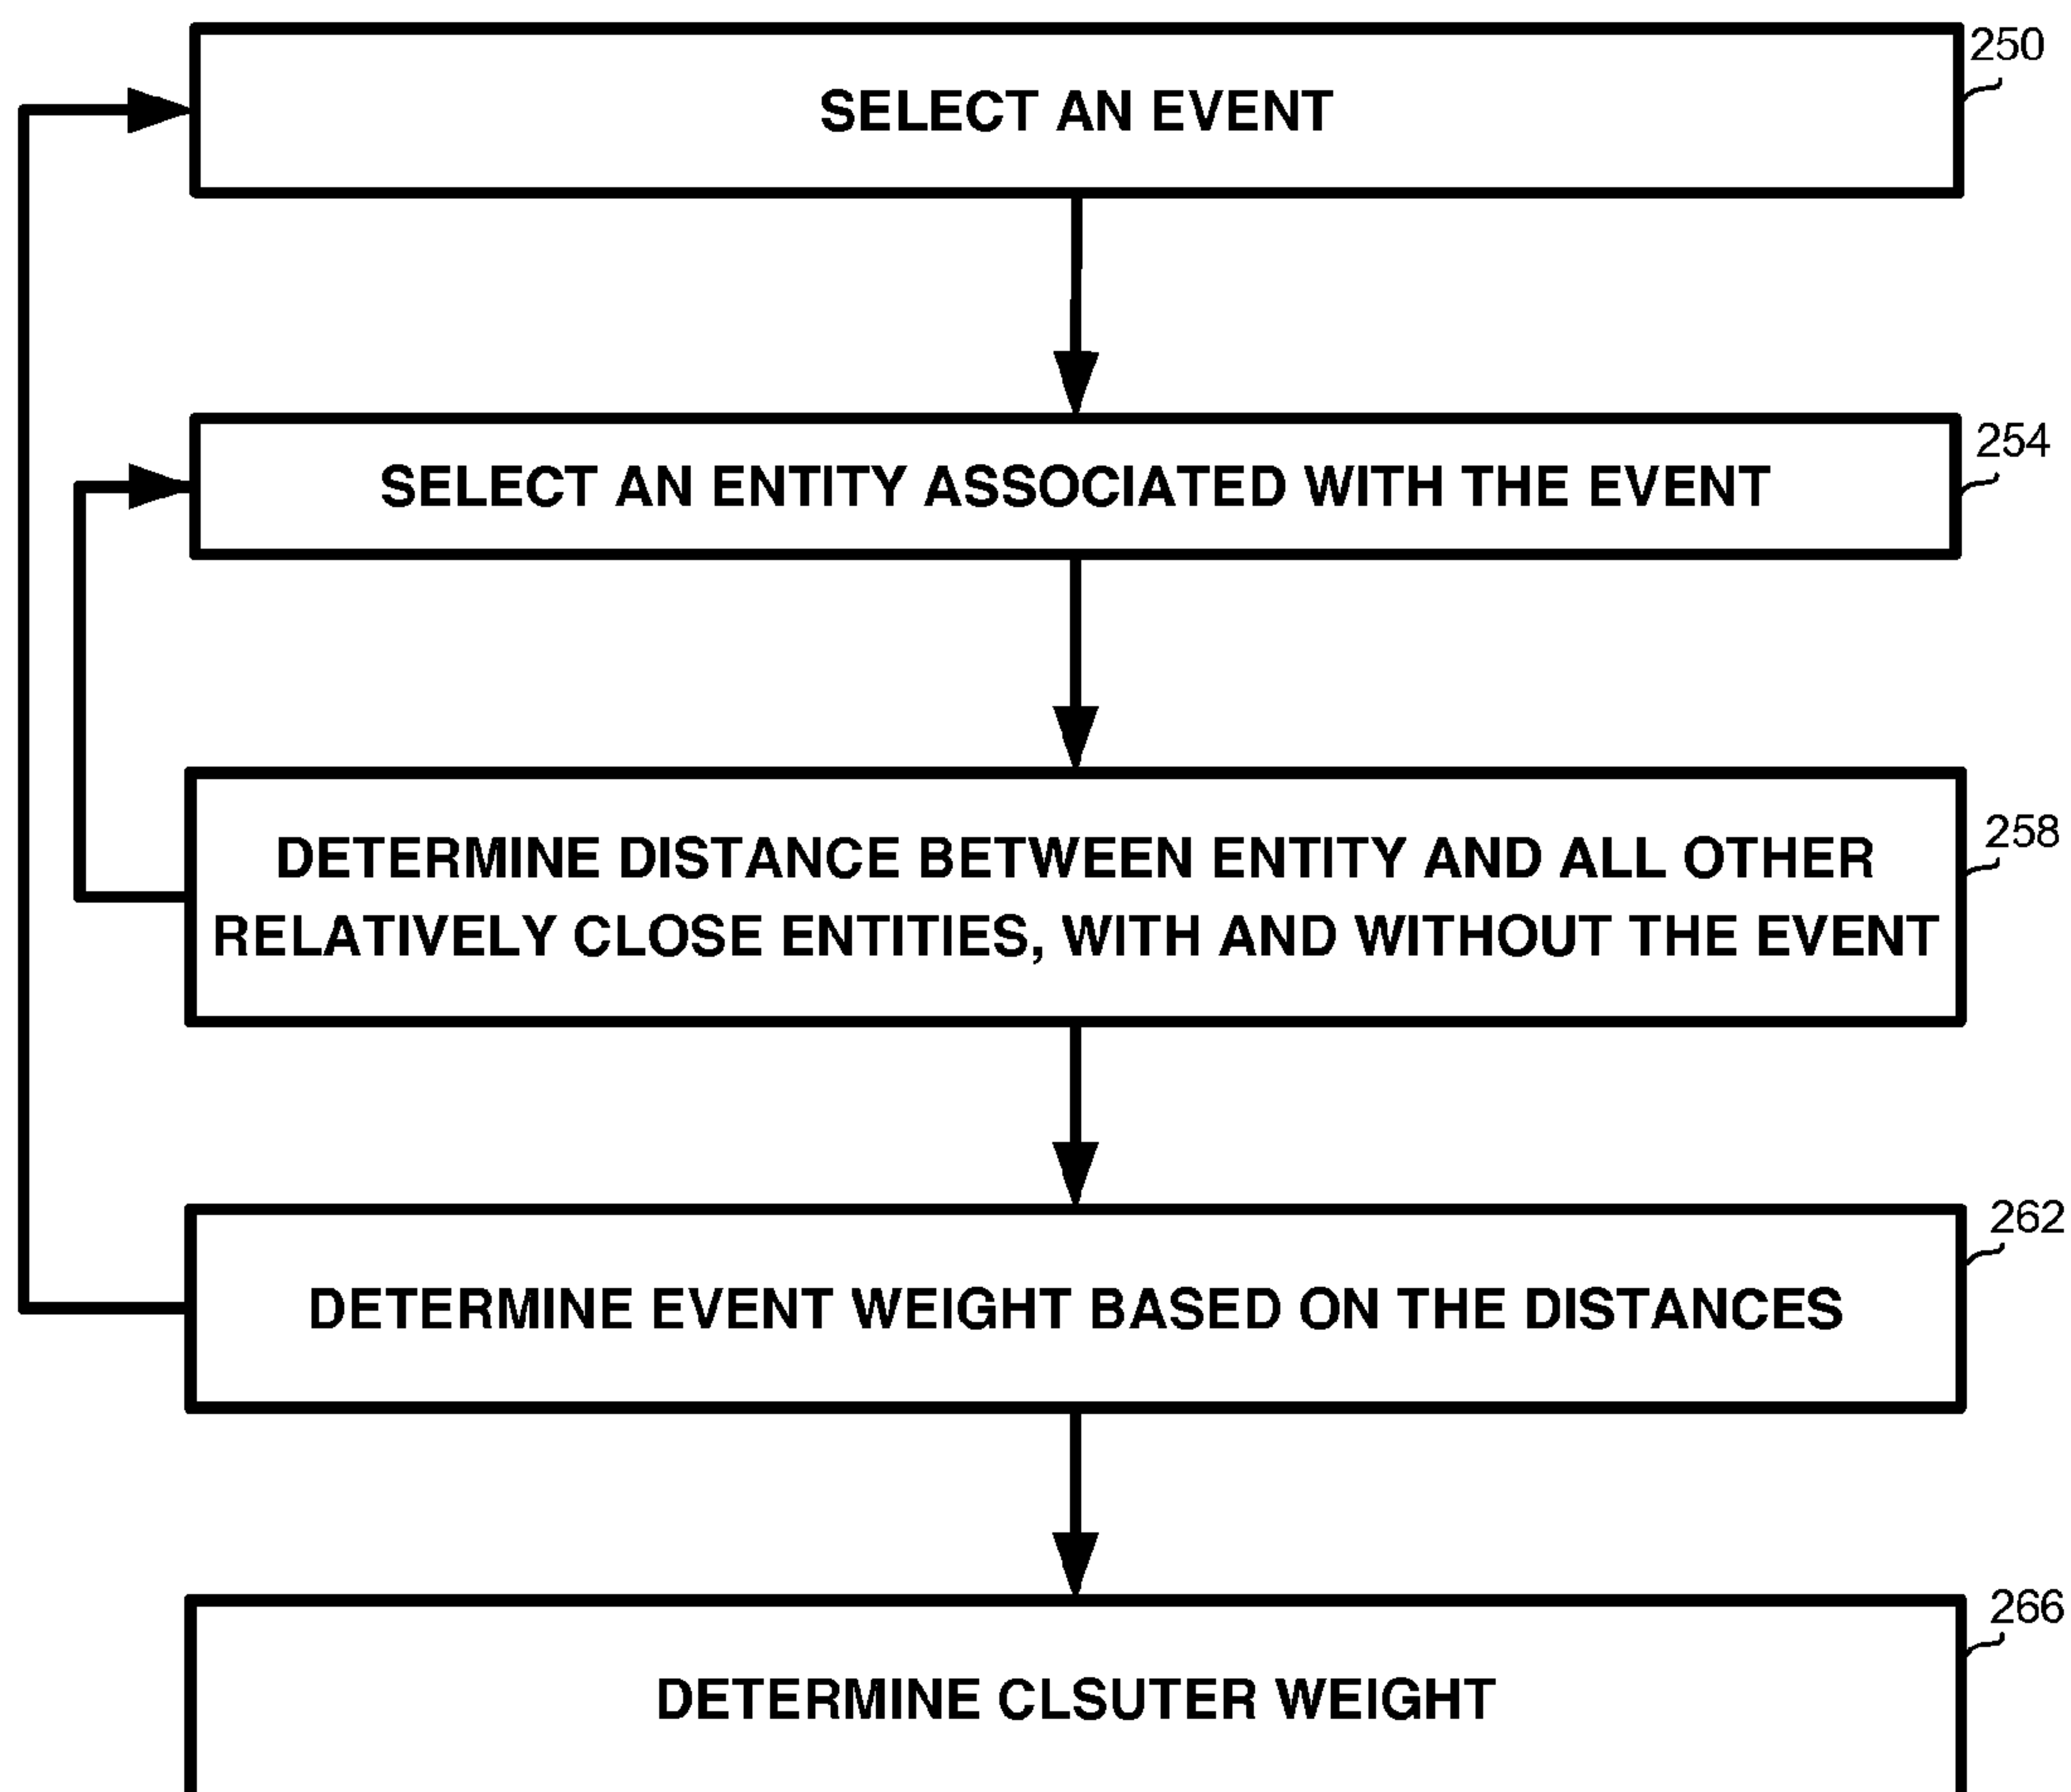 250
SELECT AN EVENT
254
SELECT AN ENTITY ASSOCIATED WITH THE EVENT
258
DETERMINE DISTANCE BETWEEN ENTITY AND ALL OTHER
RELATIVELY CLOSE ENTITIES, WITH AND WITHOUT THE EVENT
262
DETERMINE EVENT WEIGHT BASED ON THE DISTANCES
266
DETERMINE CLSUTER WEIGHT